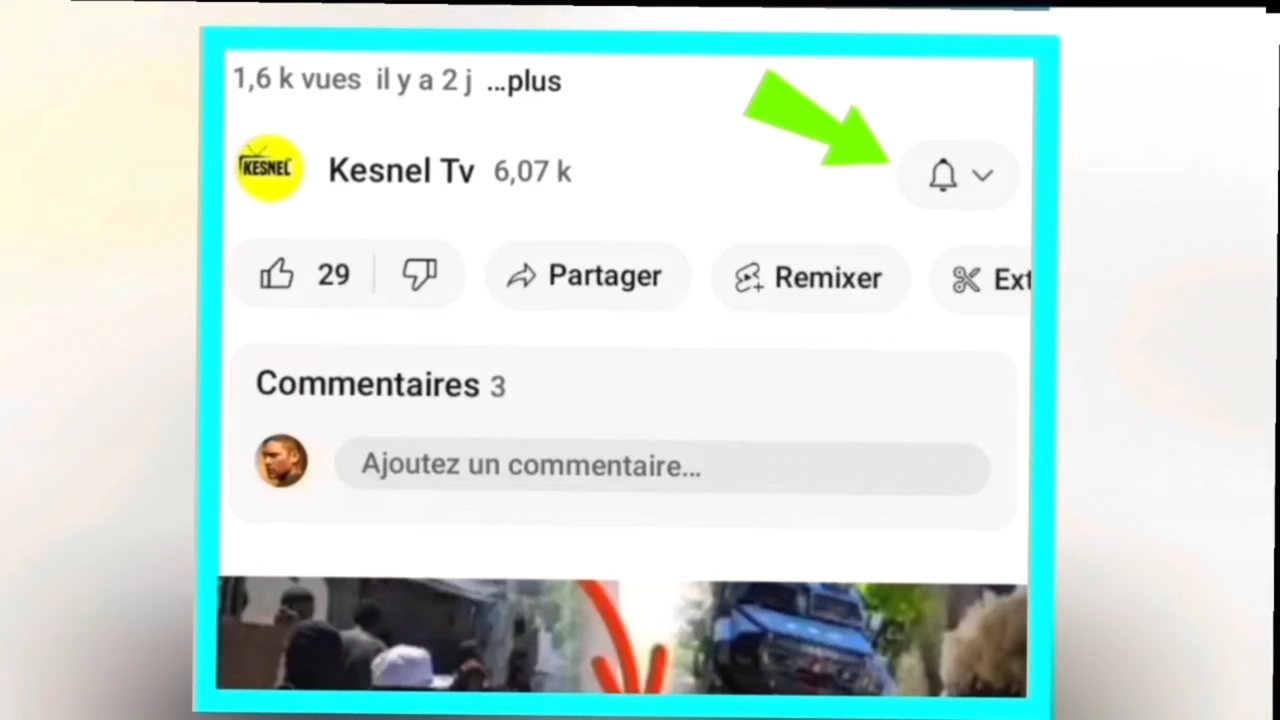 1,6 k vues il y a 2 j ...plus
KESNEL
Kesnel Tv 6,07 k
29 Partager Remixer Ext
Commentaires 3
Ajoutez un commentaire...